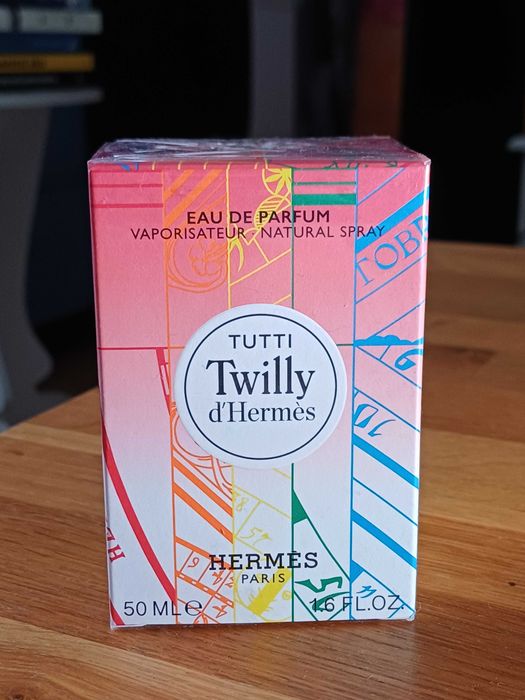 EAU DE PARFUM
VAPORISATEUR - NATURAL SPRAY
TUTTI
Twilly
d'Hermès
HERMÈS
PARIS
50 ML℮ 1.6 FL.OZ.